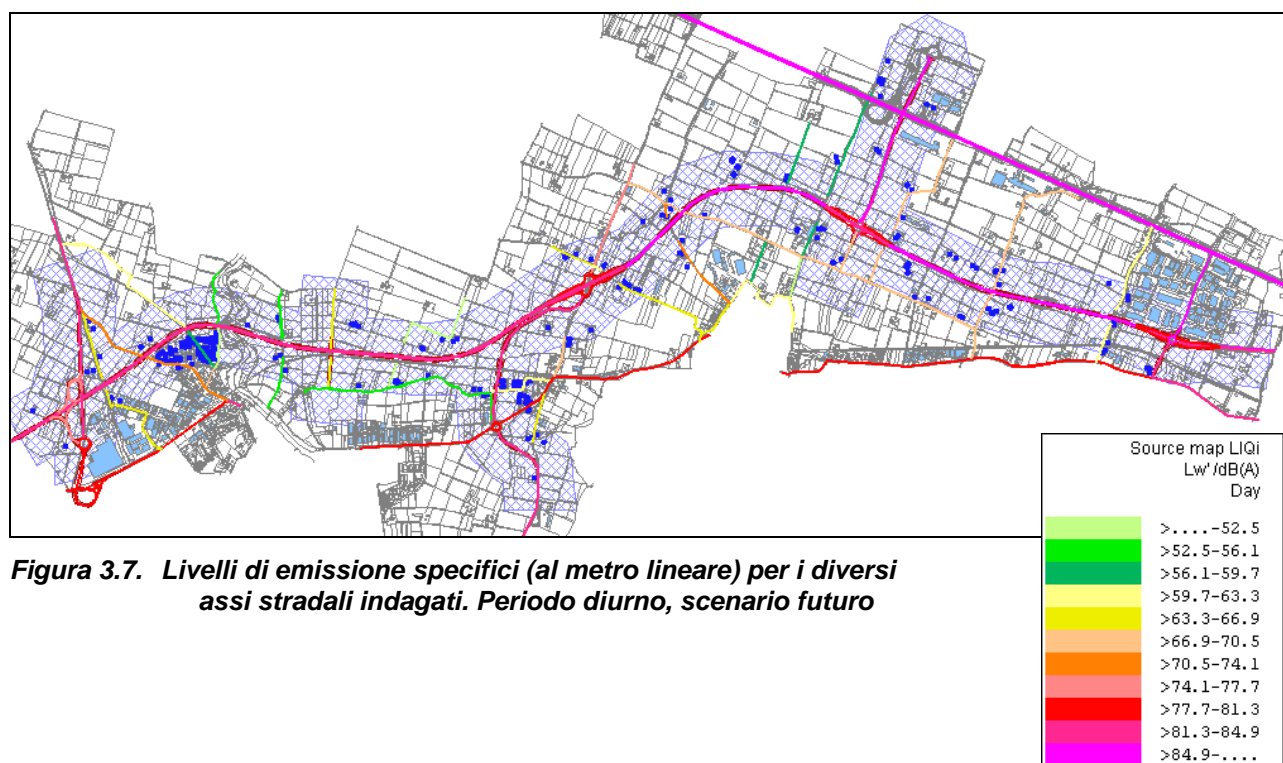 Source map LIQi
Lw'/dB(A)
Day
>....-52.5
>52.5-56.1
>56.1-59.7
>59.7-63.3
>63.3-66.9
>66.9-70.5
>70.5-74.1
>74.1-77.7
>77.7-81.3
>81.3-84.9
>84.9-....
Figura 3.7. Livelli di emissione specifici (al metro lineare) per i diversi
assi stradali indagati. Periodo diurno, scenario futuro